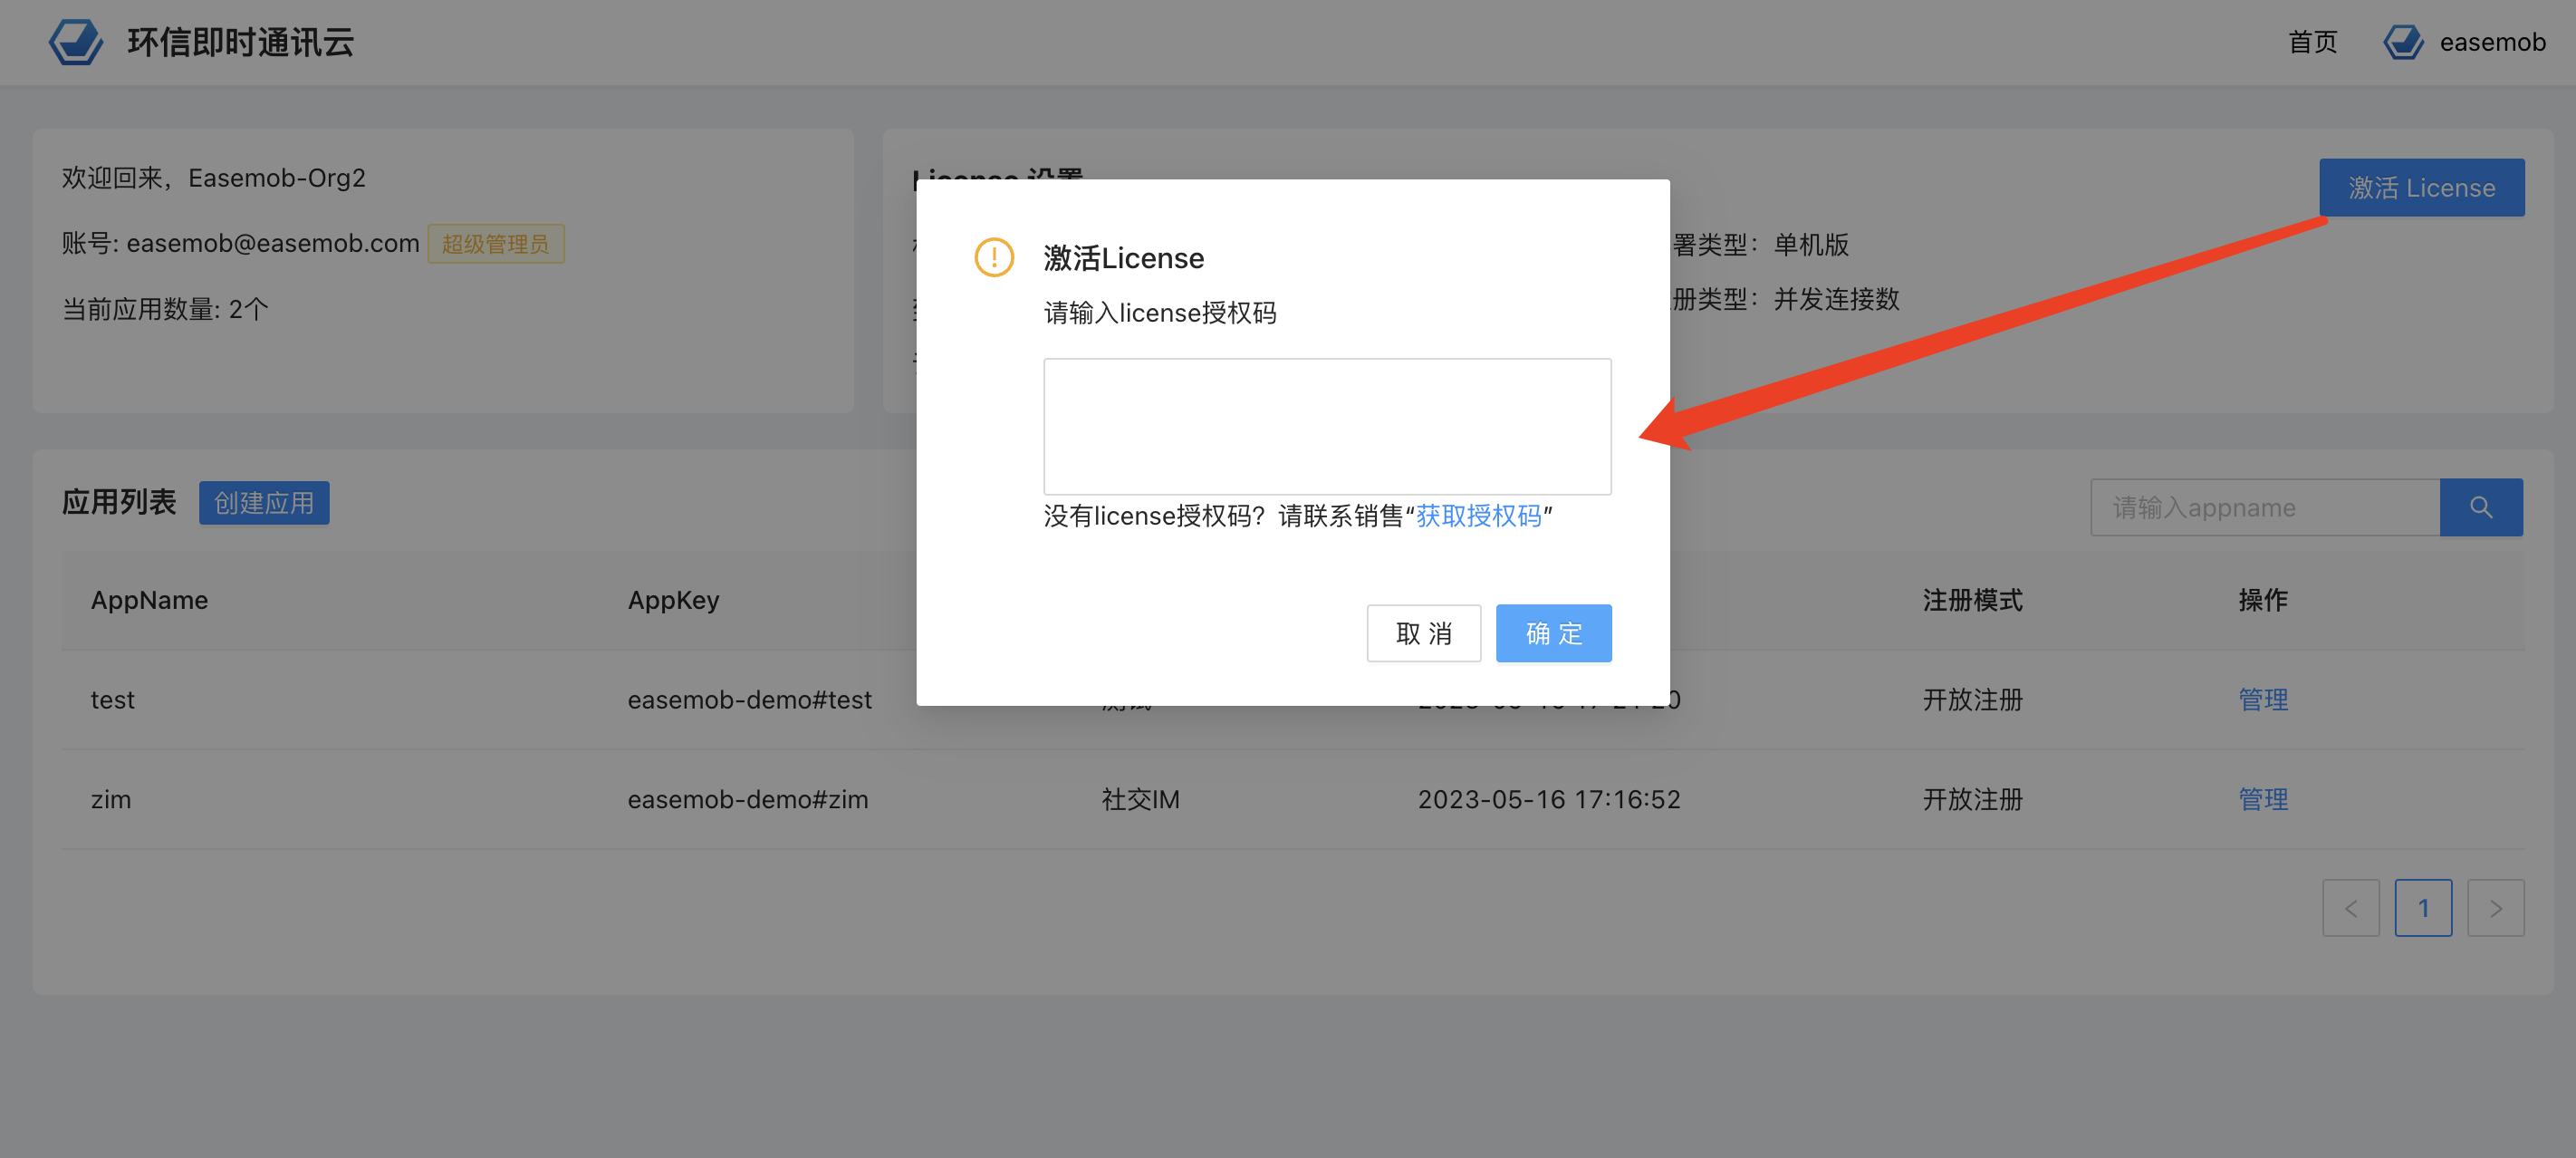 环信即时通讯云
首页
easemob
欢迎回来，Easemob-Org2
账号: easemob@easemob.com 超级管理员
当前应用数量: 2个
License 设置
激活 License
署类型：单机版
册类型：并发连接数
激活License
请输入license授权码
没有license授权码？请联系销售“获取授权码”
取 消
确 定
应用列表
创建应用
请输入appname
AppName
AppKey
注册模式
操作
test
easemob-demo#test
开放注册
管理
zim
easemob-demo#zim
社交IM
2023-05-16 17:16:52
开放注册
管理
1